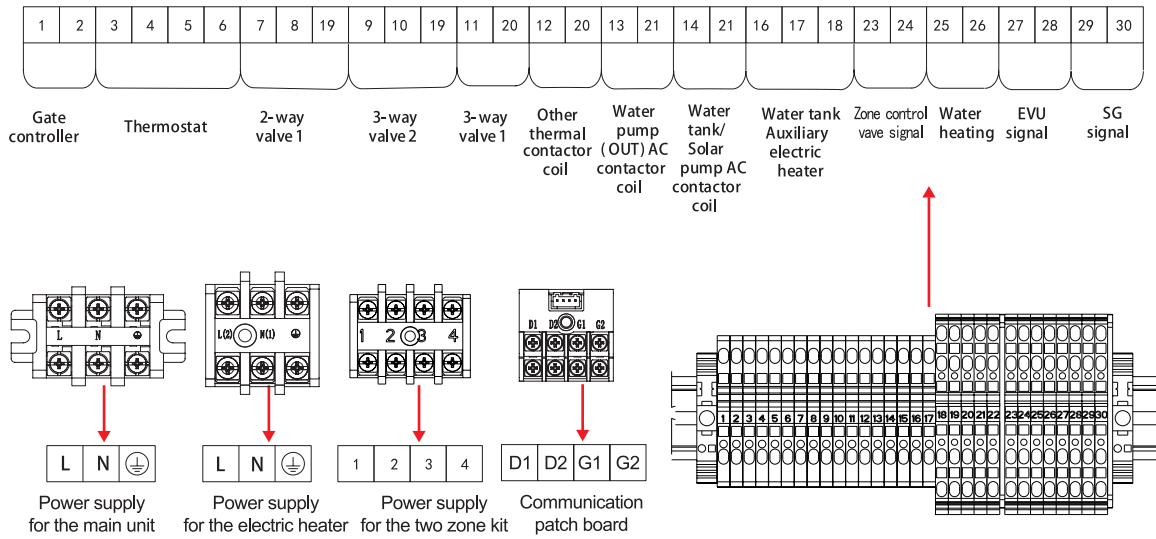 1 2 3 4 5 6 7 8 19 9 10 19 11 20 12 20 13 21 14 21 16 17 18 23 24 25 26 27 28 29 30
Gate
controller
Thermostat
2-way
valve 1
3-way
valve 2
3-way
valve 1
Other
thermal
contactor
coil
Water
pump
(OUT) AC
contactor
coil
Water
tank/
Solar
pump AC
contactor
coil
Water tank
Auxiliary
electric
heater
Zone control
vave signal
Water
heating
EVU
signal
SG
signal
L N
L(2) N(1)
1 2 3 4
D1 D2 G1 G2
1 2 3 4 5 6 7 8 9 10 11 12 13 14 15 16 17 18 19 20 21 22 23 24 25 26 27 28 29 30
L N
Power supply
for the main unit
L N
Power supply
for the electric heater
1 2 3 4
Power supply
for the two zone kit
D1 D2 G1 G2
Communication
patch board